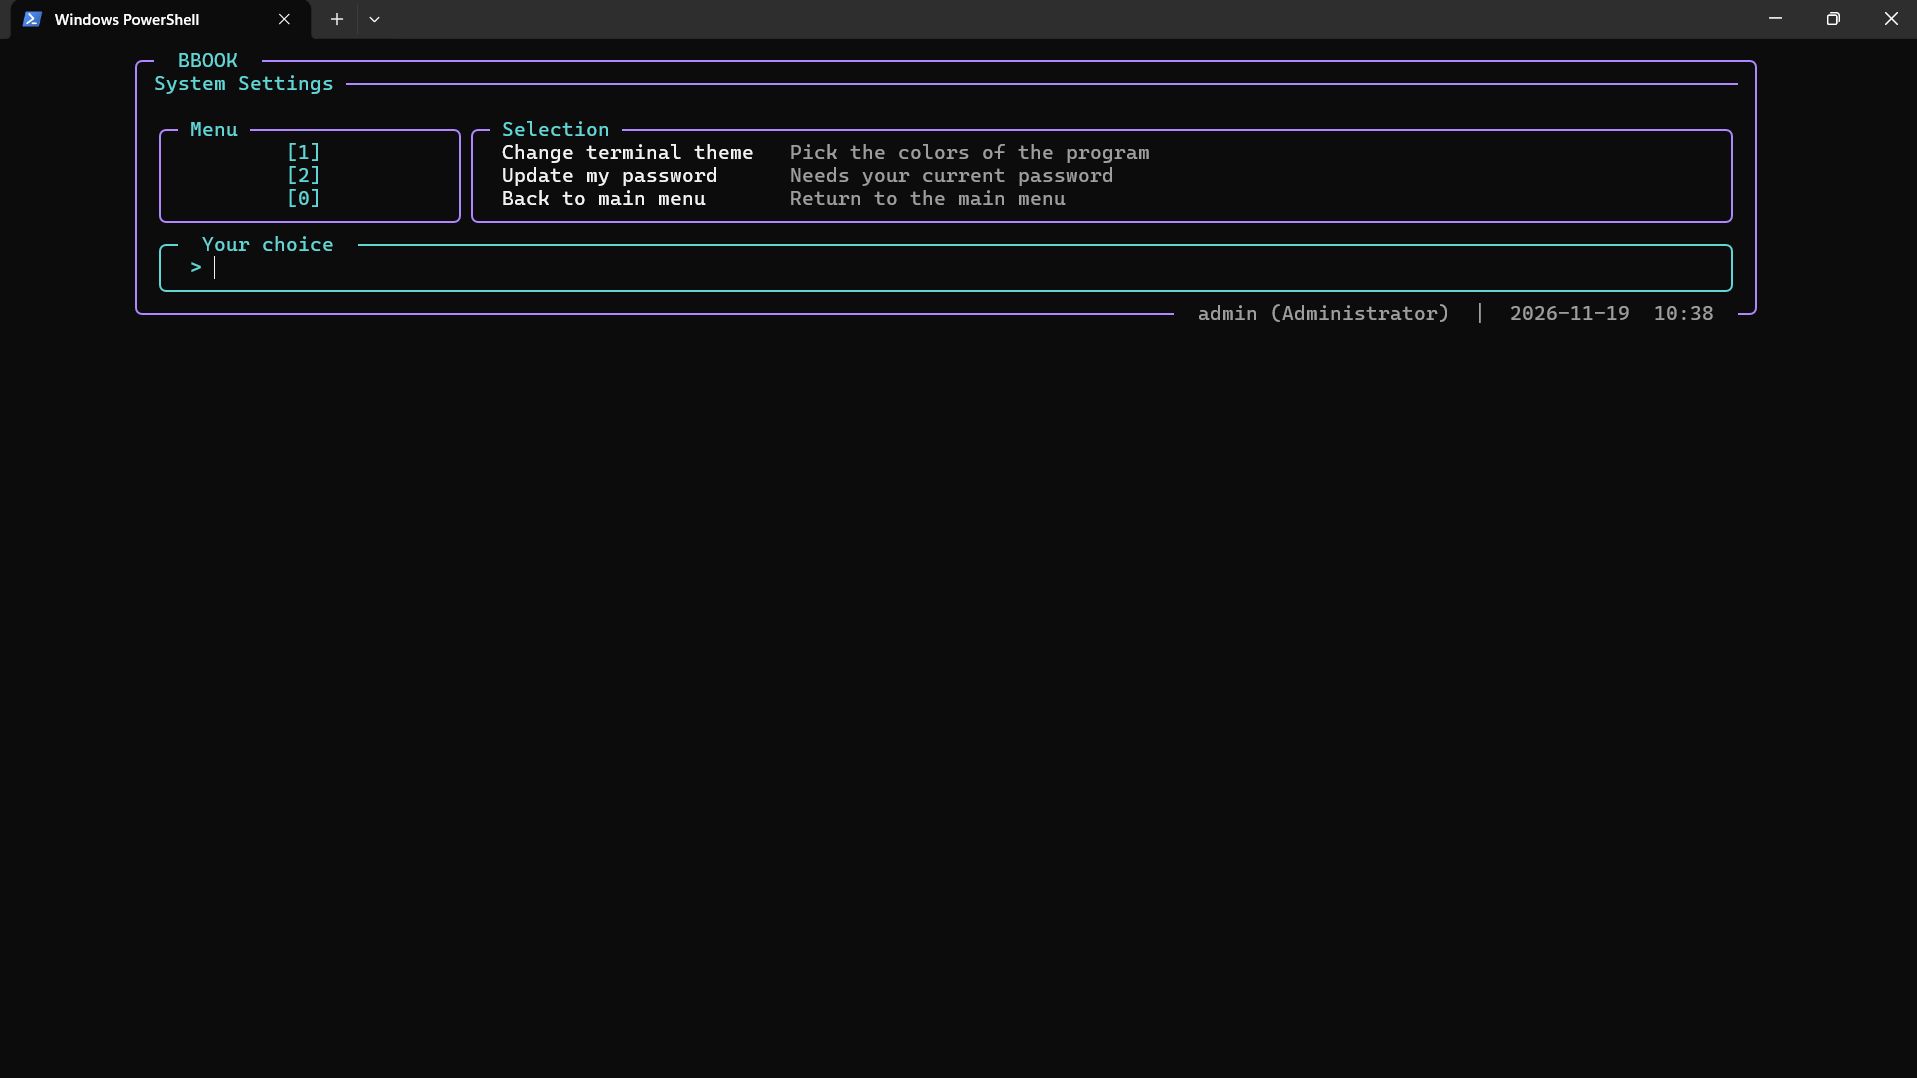 Windows PowerShell
BBOOK
System Settings
Menu
Selection
[1] Change terminal theme Pick the colors of the program
[2] Update my password Needs your current password
[0] Back to main menu Return to the main menu
Your choice
>
admin (Administrator) | 2026-11-19 10:38